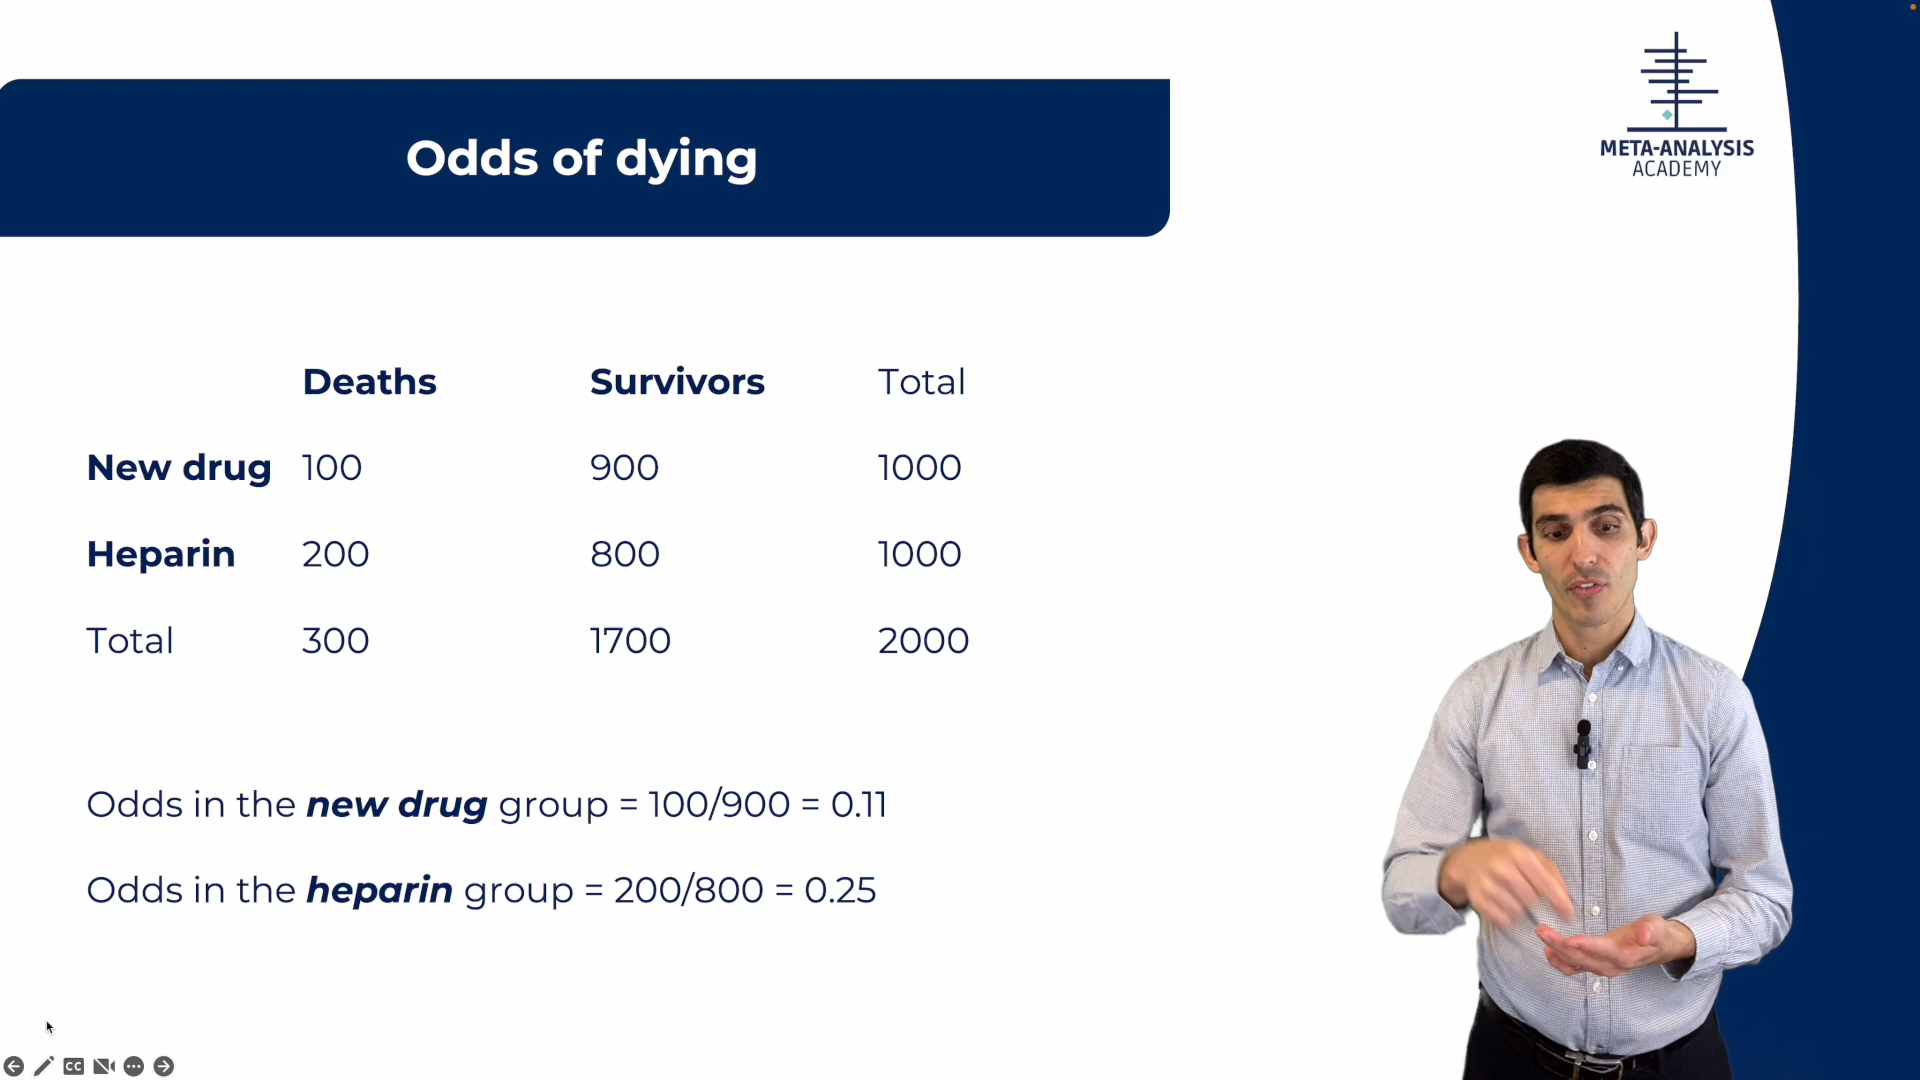 META-ANALYSIS
ACADEMY
Odds of dying
Deaths Survivors Total
New drug 100 900 1000
Heparin 200 800 1000
Total 300 1700 2000
Odds in the new drug group = 100/900 = 0.11
Odds in the heparin group = 200/800 = 0.25
CC